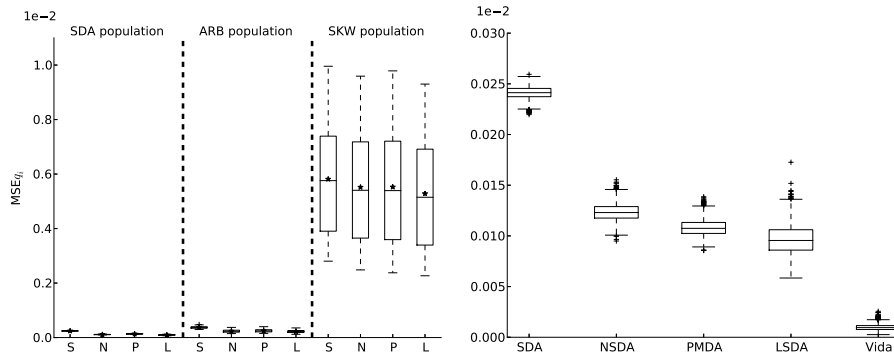 1e−2
SDA population ARB population SKW population
1.0
0.8
0.6
0.4
0.2
0.0
MSEq̂i
S N P L S N P L S N P L
1e−2
0.030
0.025
0.020
0.015
0.010
0.005
0.000
SDA NSDA PMDA LSDA Vida